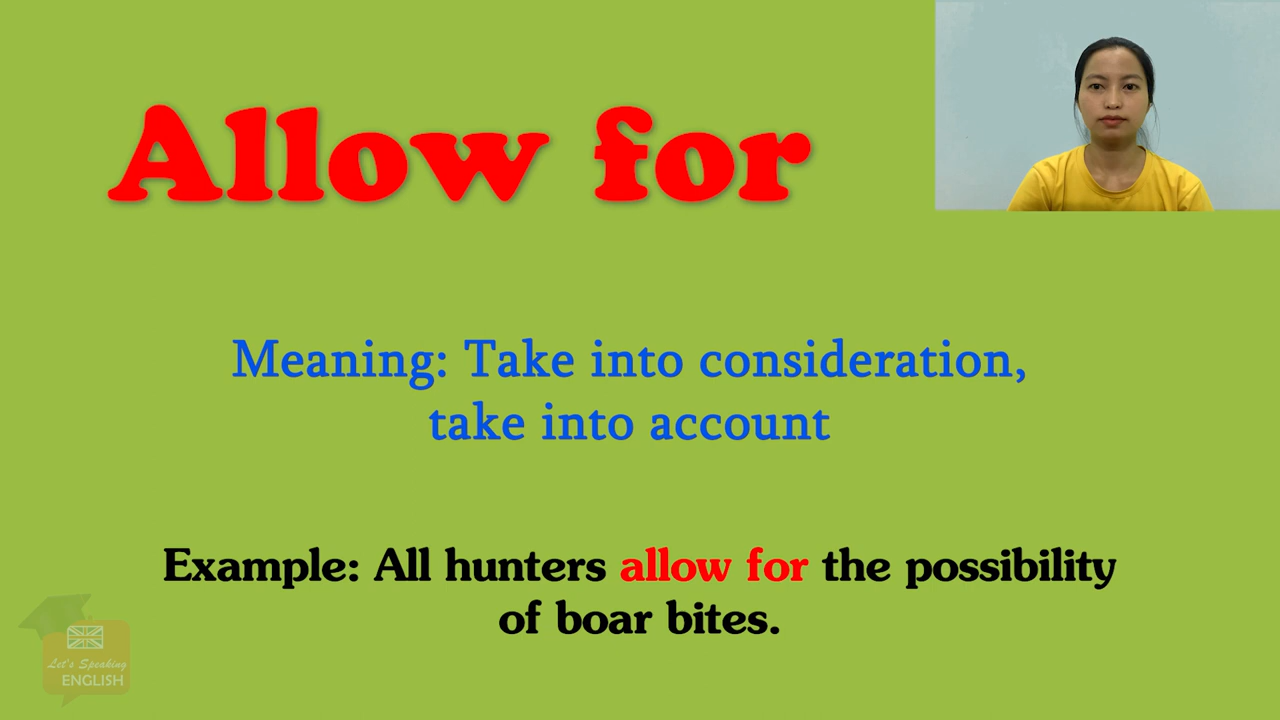 Allow for
Meaning: Take into consideration,
take into account
Example: All hunters allow for the possibility
of boar bites.
Let's Speaking
ENGLISH